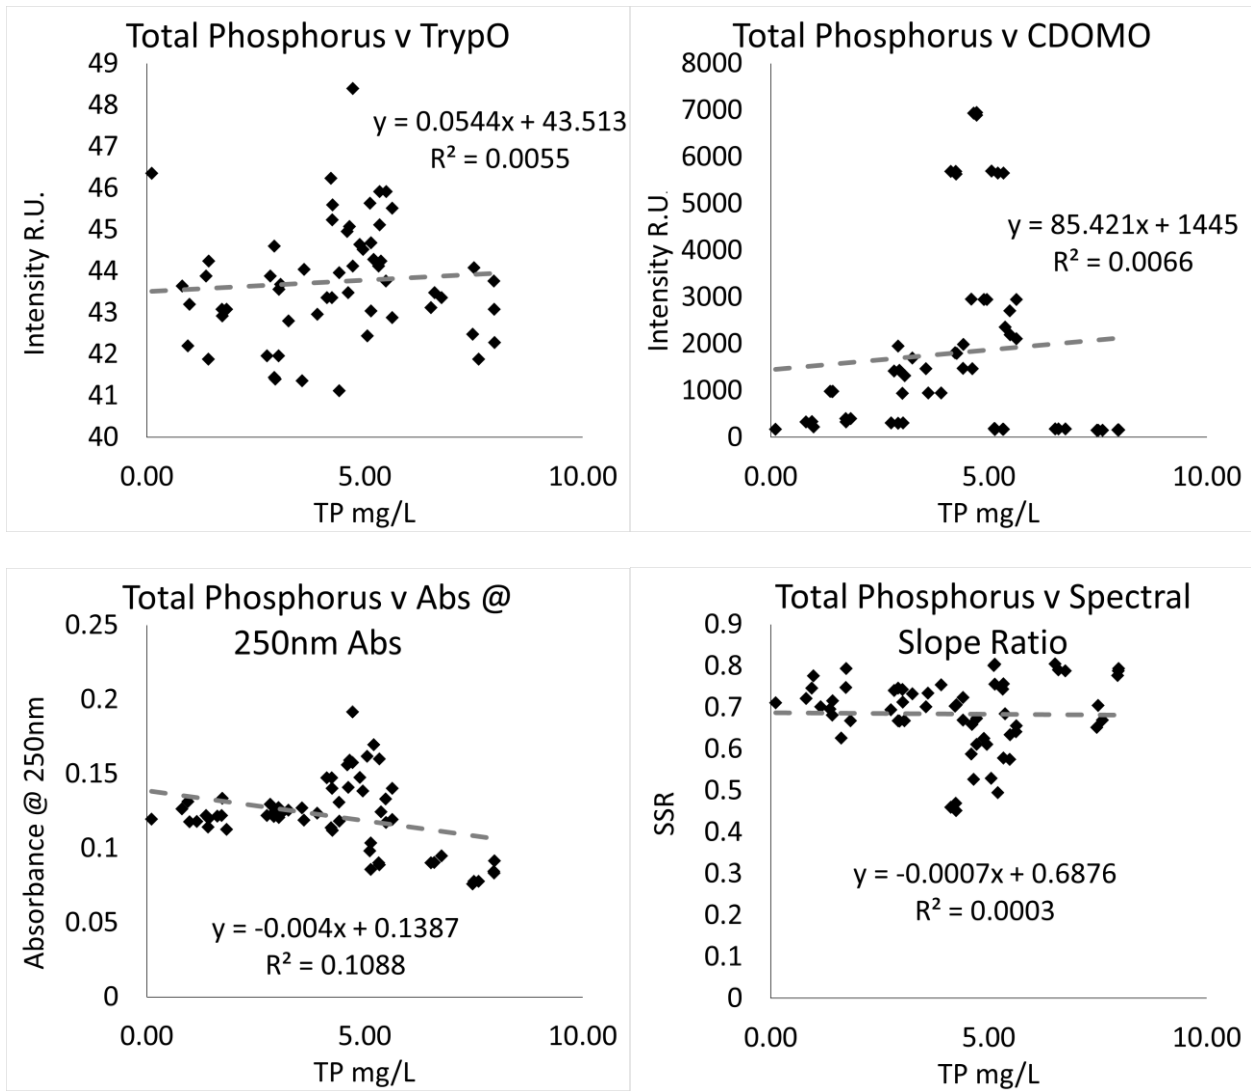 Total Phosphorus v TrypO
49
48
47
46
45
44
43
42
41
40
Intensity R.U.
y = 0.0544x + 43.513
R² = 0.0055
0.00 5.00 10.00
TP mg/L
Total Phosphorus v CDOMO
8000
7000
6000
5000
4000
3000
2000
1000
0
Intensity R.U.
y = 85.421x + 1445
R² = 0.0066
0.00 5.00 10.00
TP mg/L
Total Phosphorus v Abs @
250nm Abs
0.25
0.2
0.15
0.1
0.05
0
Absorbance @ 250nm
y = -0.004x + 0.1387
R² = 0.1088
0.00 5.00 10.00
TP mg/L
Total Phosphorus v Spectral
Slope Ratio
0.9
0.8
0.7
0.6
0.5
0.4
0.3
0.2
0.1
0
SSR
y = -0.0007x + 0.6876
R² = 0.0003
0.00 5.00 10.00
TP mg/L